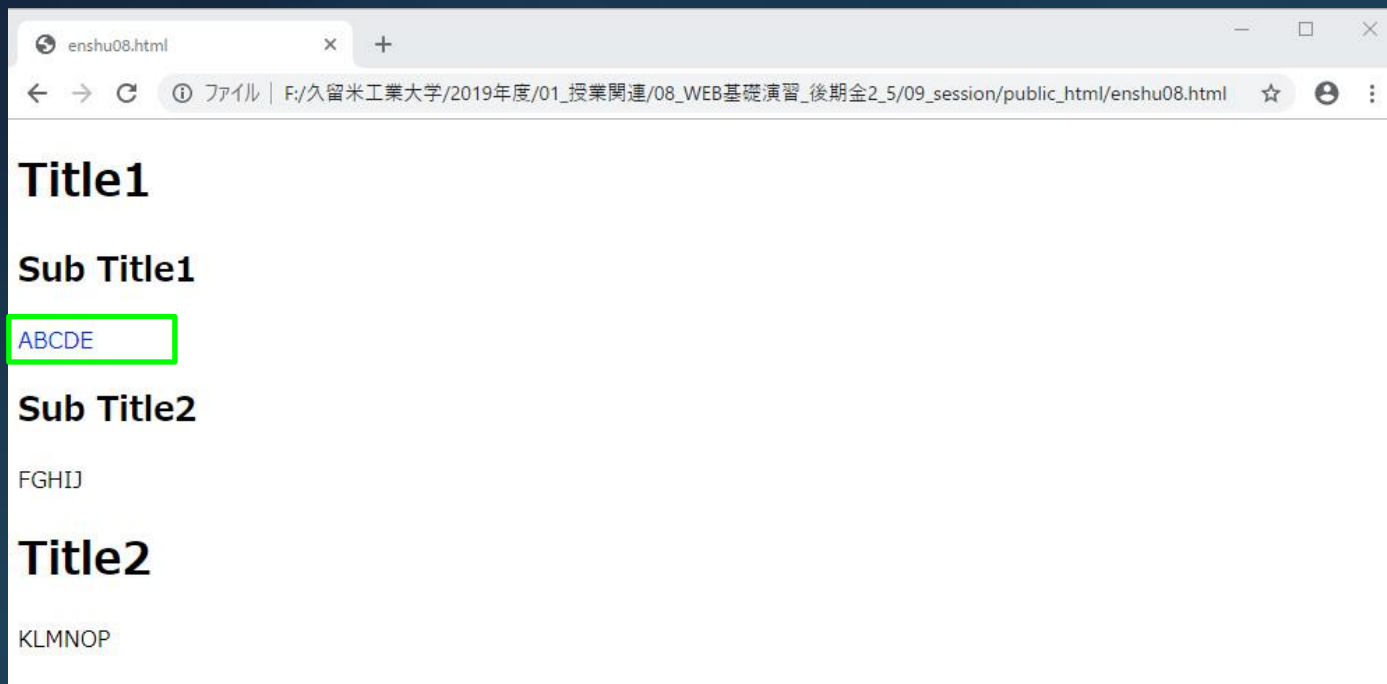 enshu08.html
ファイル | F:/久留米工業大学/2019年度/01_授業関連/08_WEB基礎演習_後期金2_5/09_session/public_html/enshu08.html
Title1
Sub Title1
ABCDE
Sub Title2
FGHIJ
Title2
KLMNOP